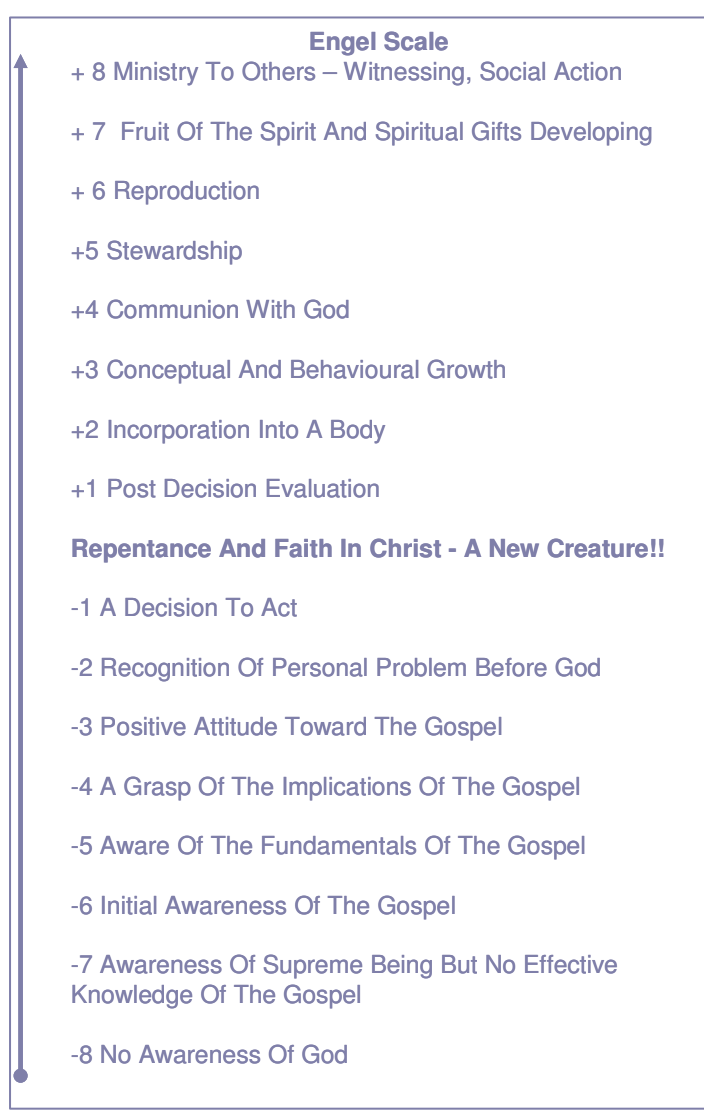 Engel Scale
+ 8 Ministry To Others – Witnessing, Social Action
+ 7  Fruit Of The Spirit And Spiritual Gifts Developing
+ 6 Reproduction
+5 Stewardship
+4 Communion With God
+3 Conceptual And Behavioural Growth
+2 Incorporation Into A Body
+1 Post Decision Evaluation
Repentance And Faith In Christ - A New Creature!!
-1 A Decision To Act
-2 Recognition Of Personal Problem Before God
-3 Positive Attitude Toward The Gospel
-4 A Grasp Of The Implications Of The Gospel
-5 Aware Of The Fundamentals Of The Gospel
-6 Initial Awareness Of The Gospel
-7 Awareness Of Supreme Being But No Effective
Knowledge Of The Gospel
-8 No Awareness Of God